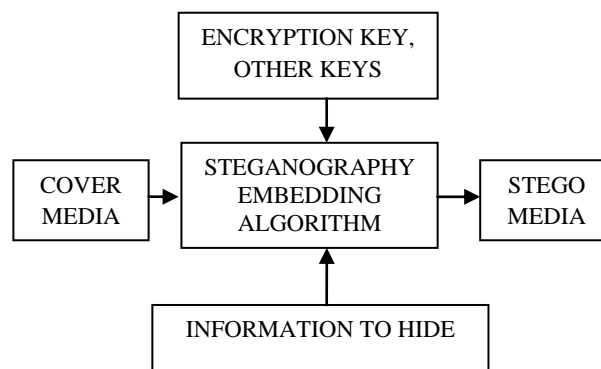 ENCRYPTION KEY,
OTHER KEYS
COVER
MEDIA
STEGANOGRAPHY
EMBEDDING
ALGORITHM
STEGO
MEDIA
INFORMATION TO HIDE